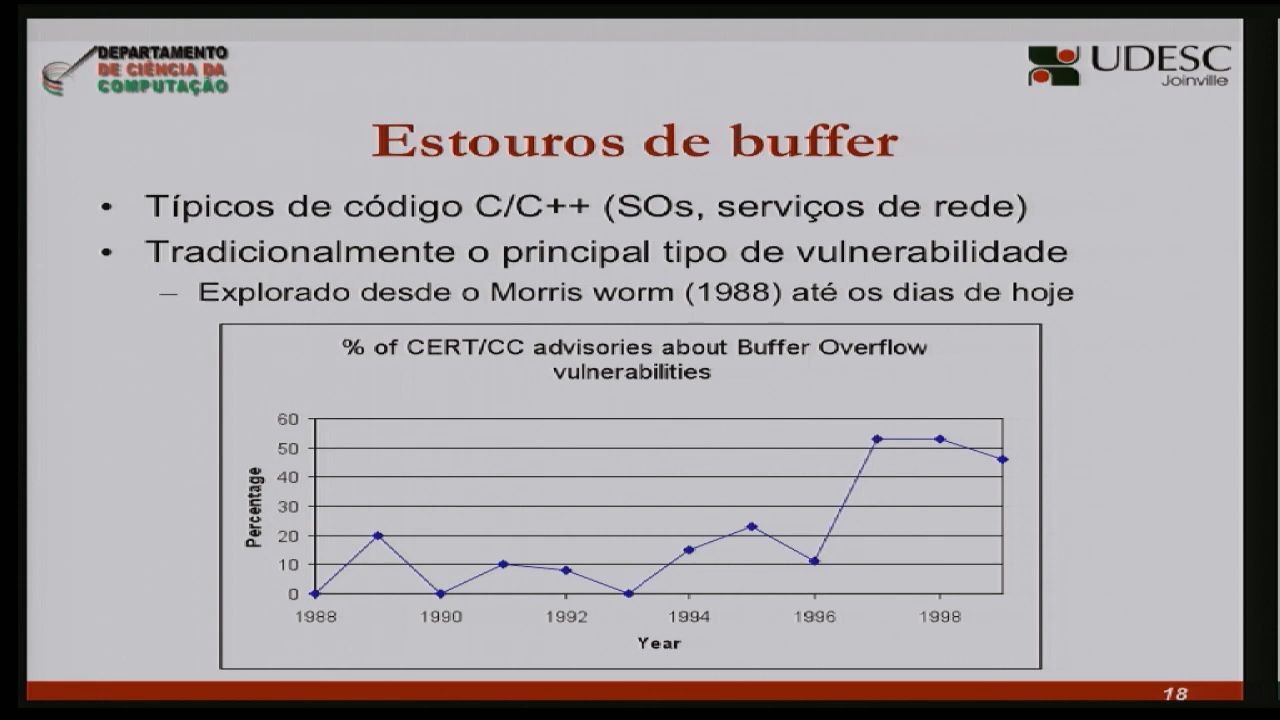 DEPARTAMENTO
DE CIÊNCIA DA
COMPUTAÇÃO
UDESC
Joinville
Estouros de buffer
• Típicos de código C/C++ (SOs, serviços de rede)
• Tradicionalmente o principal tipo de vulnerabilidade
– Explorado desde o Morris worm (1988) até os dias de hoje
% of CERT/CC advisories about Buffer Overflow
vulnerabilities
60
50
40
30
20
10
0
Percentage
1988 1990 1992 1994 1996 1998
Year
18